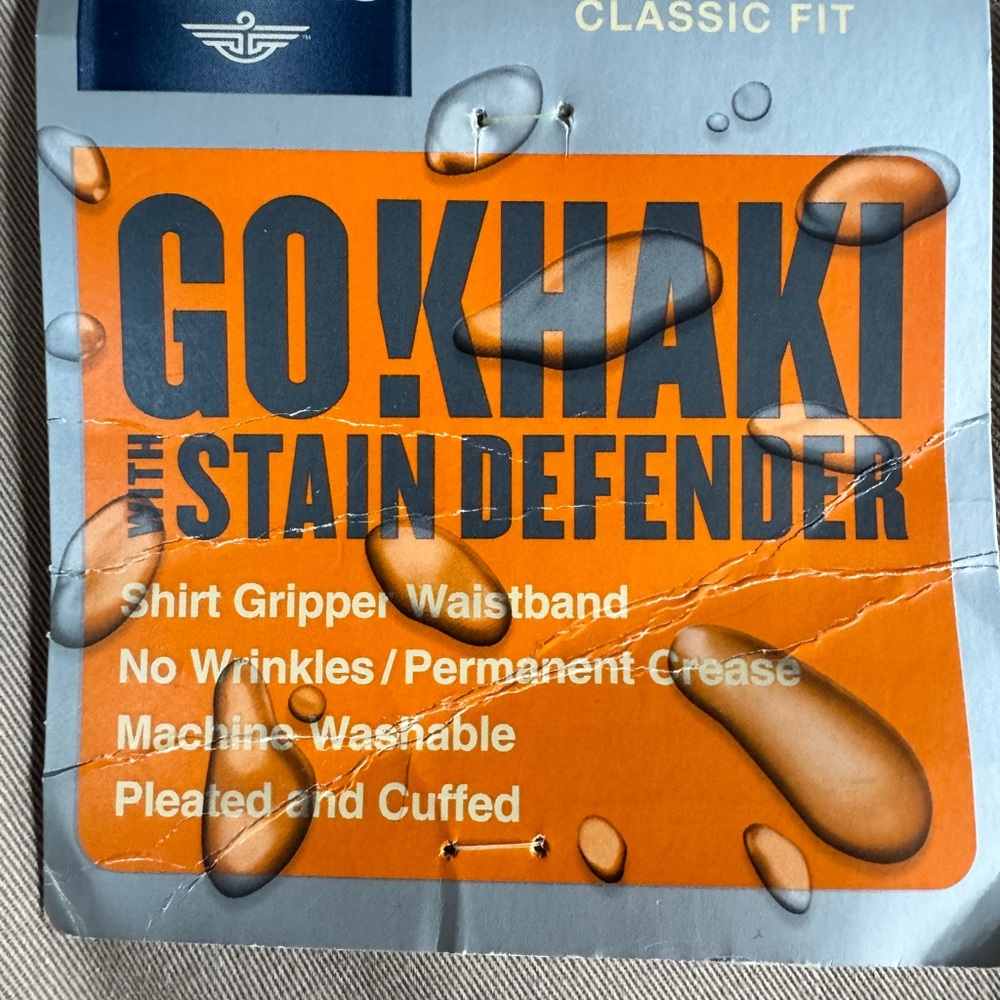 CLASSIC FIT
GO!KHAKI
WITH STAIN DEFENDER
Shirt Gripper Waistband
No Wrinkles/Permanent Crease
Machine Washable
Pleated and Cuffed